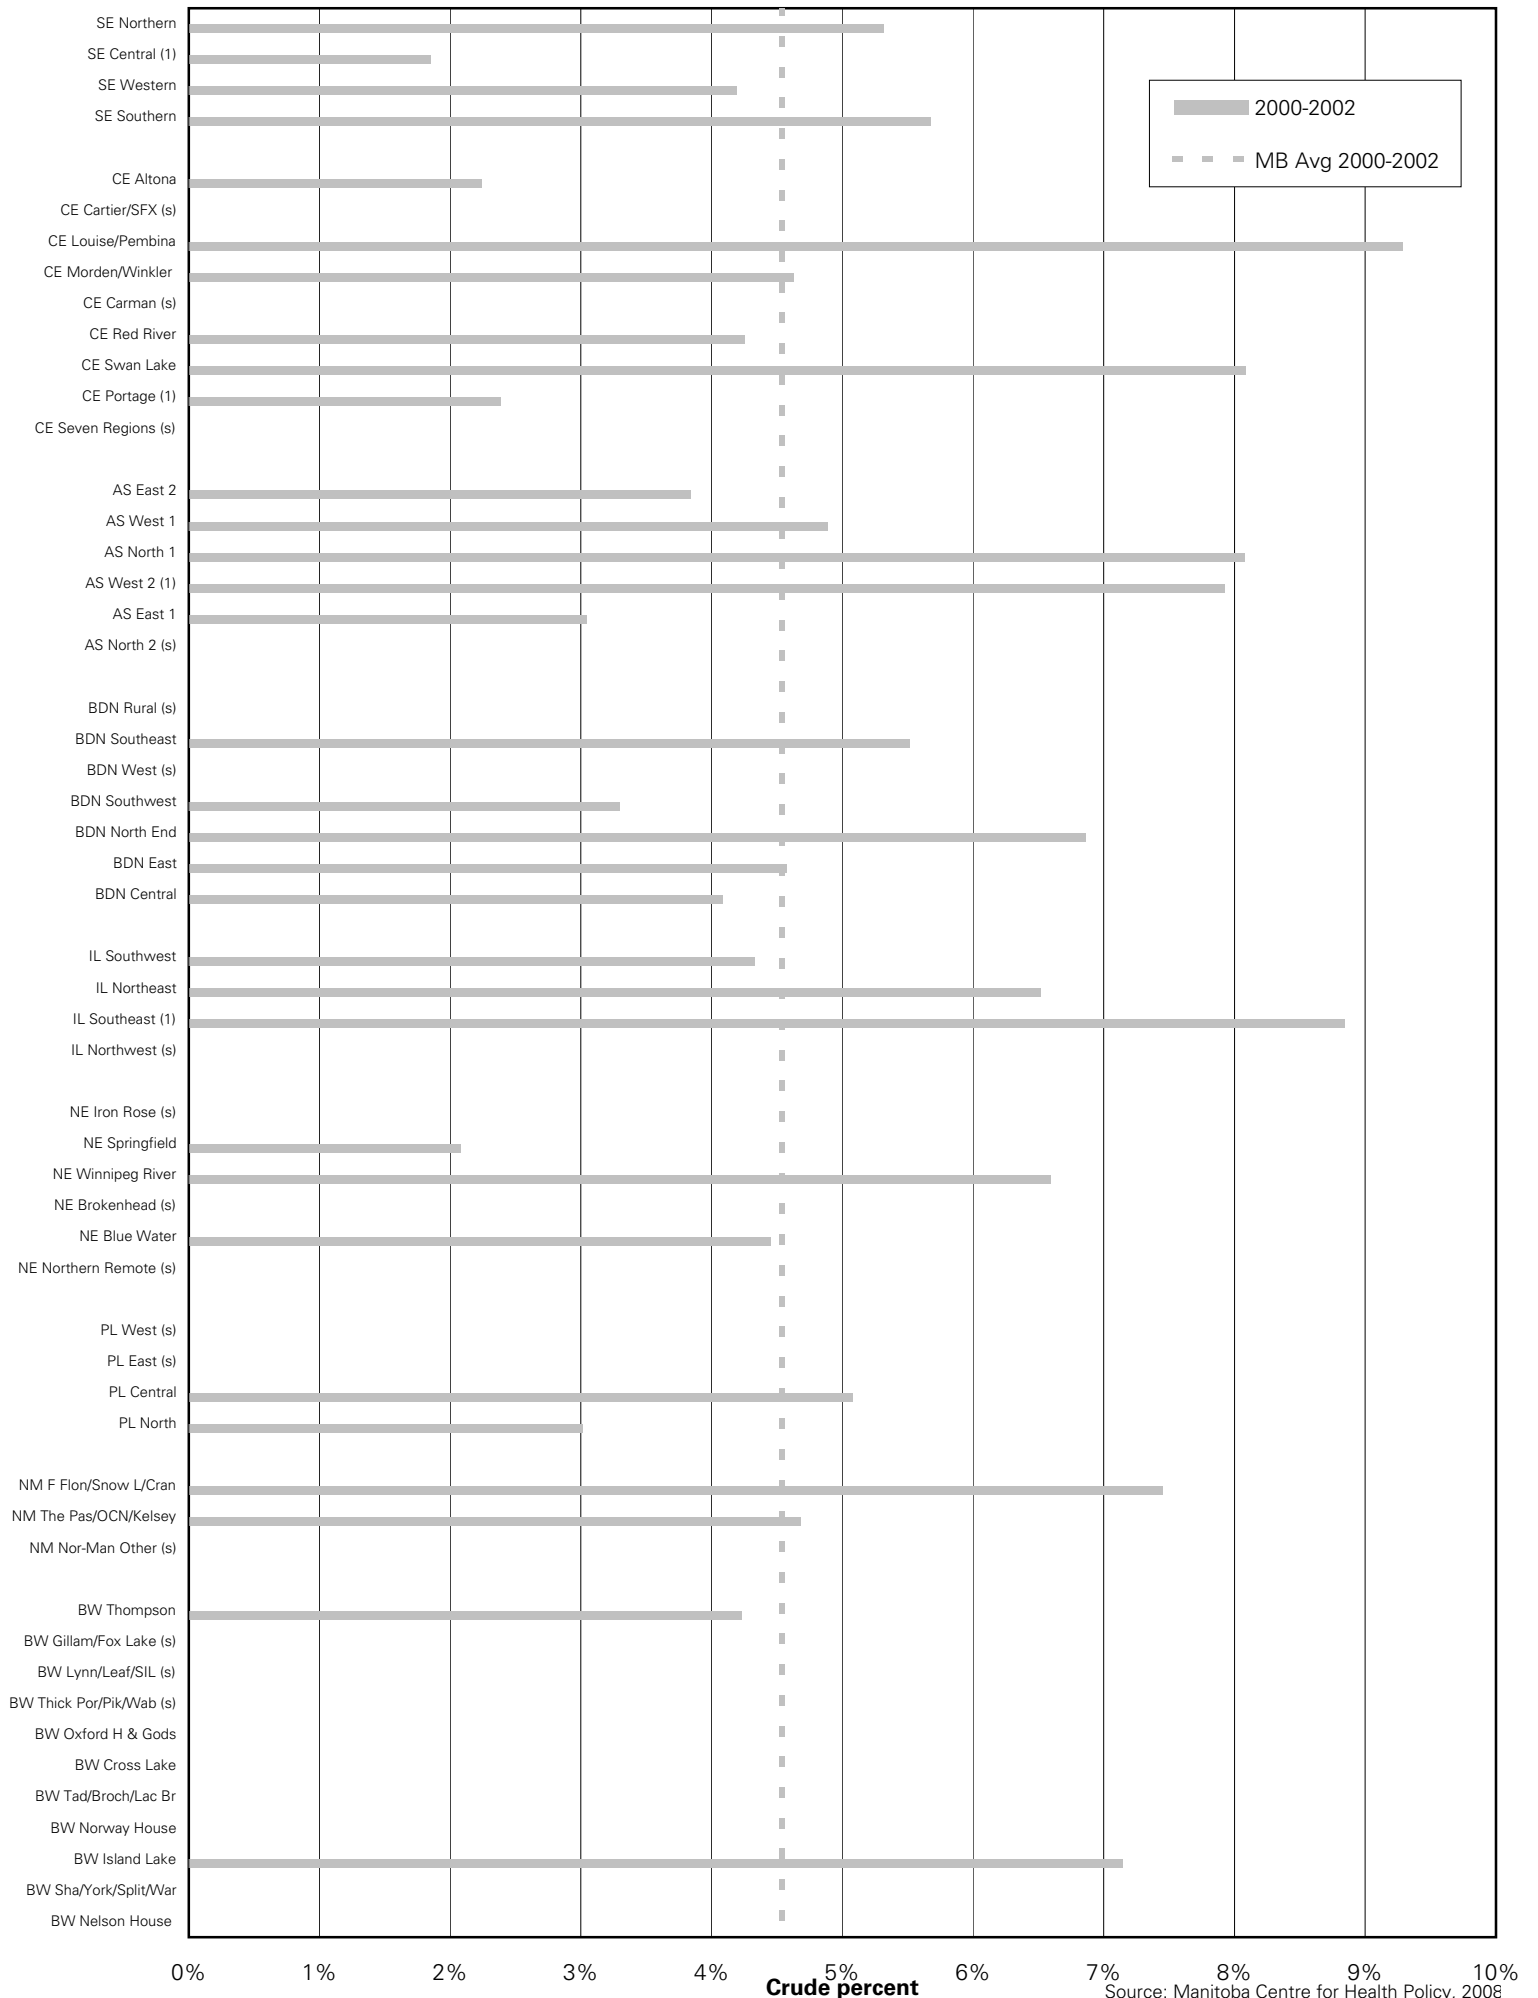 SE Northern
SE Central (1)
SE Western
SE Southern
2000-2002
MB Avg 2000-2002
CE Altona
CE Cartier/SFX (s)
CE Louise/Pembina
CE Morden/Winkler
CE Carman (s)
CE Red River
CE Swan Lake
CE Portage (1)
CE Seven Regions (s)
AS East 2
AS West 1
AS North 1
AS West 2 (1)
AS East 1
AS North 2 (s)
BDN Rural (s)
BDN Southeast
BDN West (s)
BDN Southwest
BDN North End
BDN East
BDN Central
IL Southwest
IL Northeast
IL Southeast (1)
IL Northwest (s)
NE Iron Rose (s)
NE Springfield
NE Winnipeg River
NE Brokenhead (s)
NE Blue Water
NE Northern Remote (s)
PL West (s)
PL East (s)
PL Central
PL North
NM F Flon/Snow L/Cran
NM The Pas/OCN/Kelsey
NM Nor-Man Other (s)
BW Thompson
BW Gillam/Fox Lake (s)
BW Lynn/Leaf/SIL (s)
BW Thick Por/Pik/Wab (s)
BW Oxford H & Gods
BW Cross Lake
BW Tad/Broch/Lac Br
BW Norway House
BW Island Lake
BW Sha/York/Split/War
BW Nelson House
0% 1% 2% 3% 4% 5% 6% 7% 8% 9% 10%
Crude percent
Source: Manitoba Centre for Health Policy, 2008